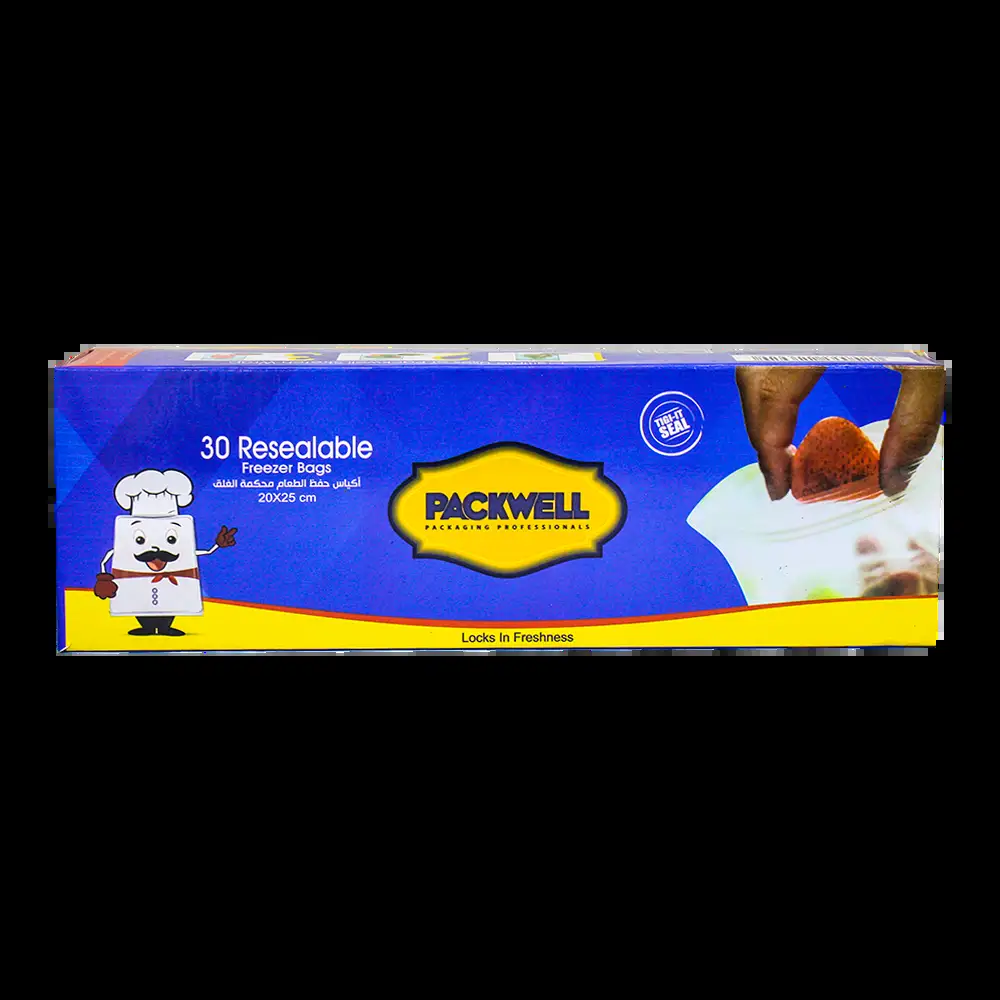 30 Resealable
Freezer Bags
أكياس حفظ الطعام محكمة الغلق
20X25 cm
TIGI-IT
SEAL
PACKWELL
PACKAGING PROFESSIONALS
Locks In Freshness